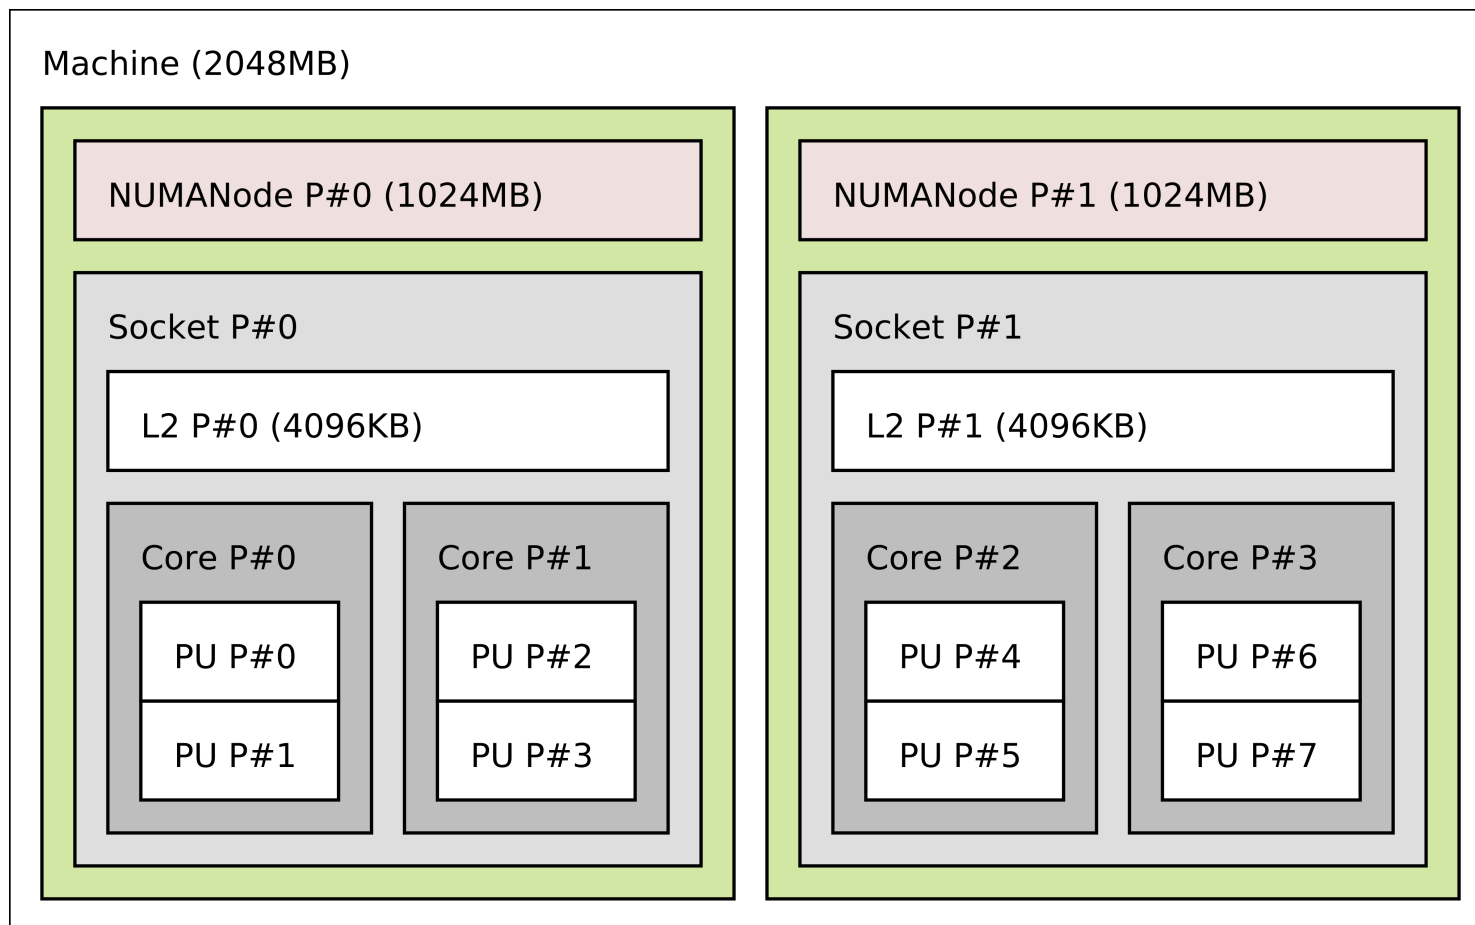 Machine (2048MB)
NUMANode P#0 (1024MB)
Socket P#0
L2 P#0 (4096KB)
Core P#0
PU P#0
PU P#1
Core P#1
PU P#2
PU P#3
NUMANode P#1 (1024MB)
Socket P#1
L2 P#1 (4096KB)
Core P#2
PU P#4
PU P#5
Core P#3
PU P#6
PU P#7